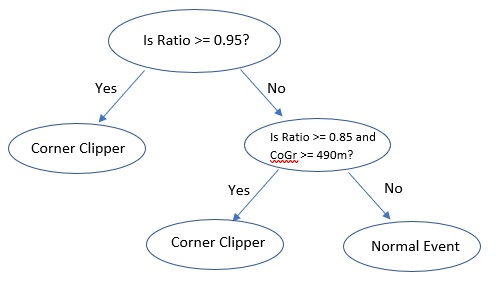 Is Ratio >= 0.95?
Yes
No
Corner Clipper
Is Ratio >= 0.85 and
CoGr >= 490m?
Yes
No
Corner Clipper
Normal Event